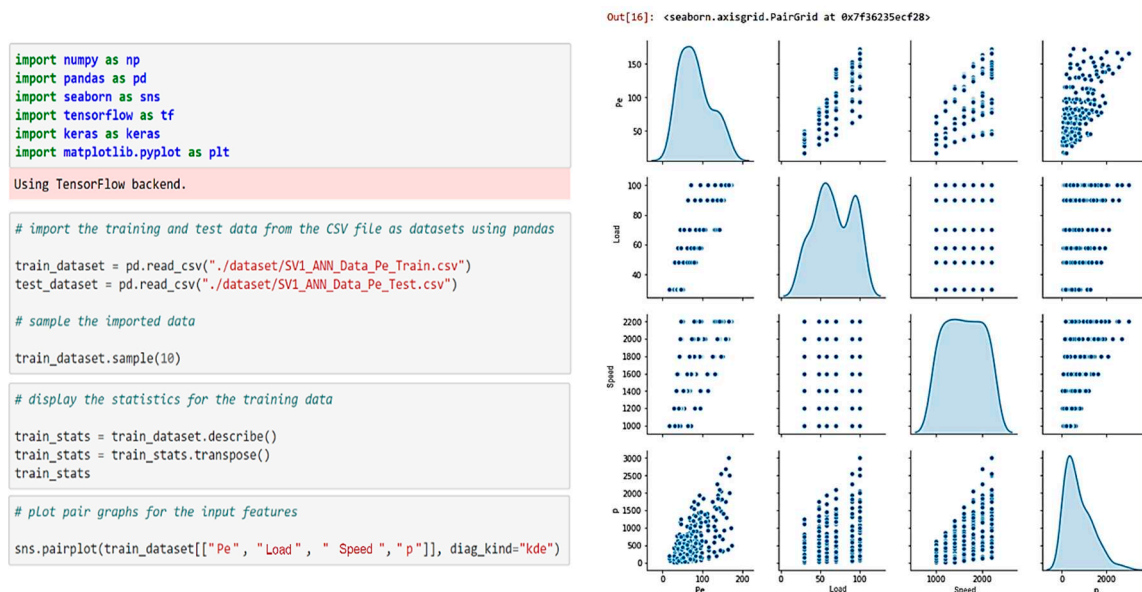 import numpy as np
import pandas as pd
import seaborn as sns
import tensorflow as tf
import keras as keras
import matplotlib.pyplot as plt
Using TensorFlow backend.
# import the training and test data from the CSV file as datasets using pandas
train_dataset = pd.read_csv("./dataset/SV1_ANN_Data_Pe_Train.csv")
test_dataset = pd.read_csv("./dataset/SV1_ANN_Data_Pe_Test.csv")
# sample the imported data
train_dataset.sample(10)
# display the statistics for the training data
train_stats = train_dataset.describe()
train_stats = train_stats.transpose()
train_stats
# plot pair graphs for the input features
sns.pairplot(train_dataset[["Pe", "Load", " Speed ","p"]], diag_kind="kde")
Out[16]: <seaborn.axisgrid.PairGrid at 0x7f36235ecf28>
150
100
50
Pe
100
80
60
40
Load
2200
2000
1800
1600
1400
1200
1000
Speed
3000
2500
2000
1500
1000
500
0
p
0 100 200
Pe
0 50 100
Load
1000 2000
Speed
0 2000
p